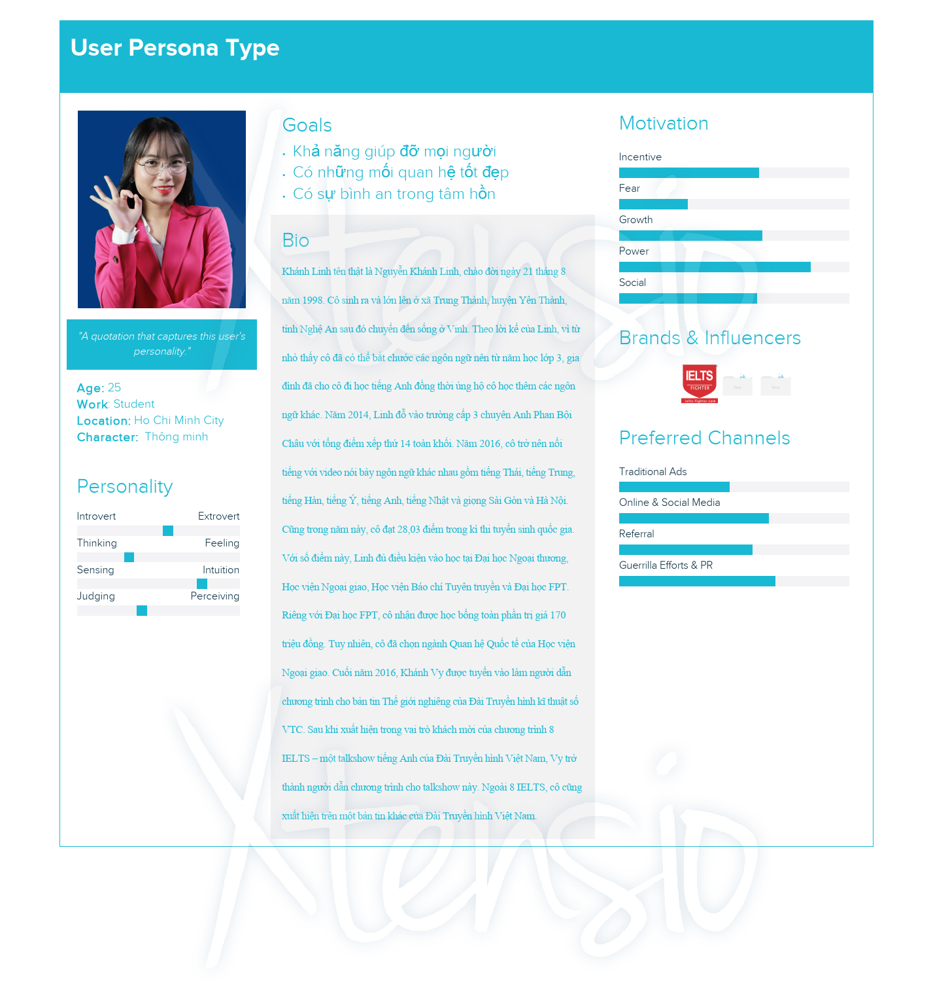 User Persona Type
"A quotation that captures this user's
personality."
Age: 25
Work: Student
Location: Ho Chi Minh City
Character: Thông minh
Personality
Introvert Extrovert
Thinking Feeling
Sensing Intuition
Judging Perceiving
Goals
• Khả năng giúp đỡ mọi người
• Có những mối quan hệ tốt đẹp
• Có sự bình an trong tâm hồn
Bio
Khánh Linh tên thật là Nguyễn Khánh Linh, chào đời ngày 21 tháng 8
năm 1998. Cô sinh ra và lớn lên ở xã Trung Thành, huyện Yên Thành,
tỉnh Nghệ An sau đó chuyển đến sống ở Vinh. Theo lời kể của Linh, vì từ
nhỏ thấy cô đã có thể bắt chước các ngôn ngữ nên từ năm học lớp 3, gia
đình đã cho cô đi học tiếng Anh đồng thời ủng hộ cô học thêm các ngôn
ngữ khác. Năm 2014, Linh đỗ vào trường cấp 3 chuyên Anh Phan Bội
Châu với tổng điểm xếp thứ 14 toàn khối. Năm 2016, cô trở nên nổi
tiếng với video nói bảy ngôn ngữ khác nhau gồm tiếng Thái, tiếng Trung,
tiếng Hàn, tiếng Ý, tiếng Anh, tiếng Nhật và giọng Sài Gòn và Hà Nội.
Cũng trong năm này, cô đạt 28,03 điểm trong kì thi tuyển sinh quốc gia.
Với số điểm này, Linh đủ điều kiện vào học tại Đại học Ngoại thương,
Học viện Ngoại giao, Học viện Báo chí Tuyên truyền và Đại học FPT.
Riêng với Đại học FPT, cô nhận được học bổng toàn phần trị giá 170
triệu đồng. Tuy nhiên, cô đã chọn ngành Quan hệ Quốc tế của Học viện
Ngoại giao. Cuối năm 2016, Khánh Vy được tuyển vào làm người dẫn
chương trình cho bản tin Thế giới nghiêng của Đài Truyền hình kĩ thuật số
VTC. Sau khi xuất hiện trong vai trò khách mời của chương trình 8
IELTS – một talkshow tiếng Anh của Đài Truyền hình Việt Nam, Vy trở
thành người dẫn chương trình cho talkshow này. Ngoài 8 IELTS, cô cũng
xuất hiện trên một bản tin khác của Đài Truyền hình Việt Nam.
Motivation
Incentive
Fear
Growth
Power
Social
Brands & Influencers
IELTS
FIGHTER
ielts-fighter.com
Preferred Channels
Traditional Ads
Online & Social Media
Referral
Guerrilla Efforts & PR
Xtensio
Xtensio